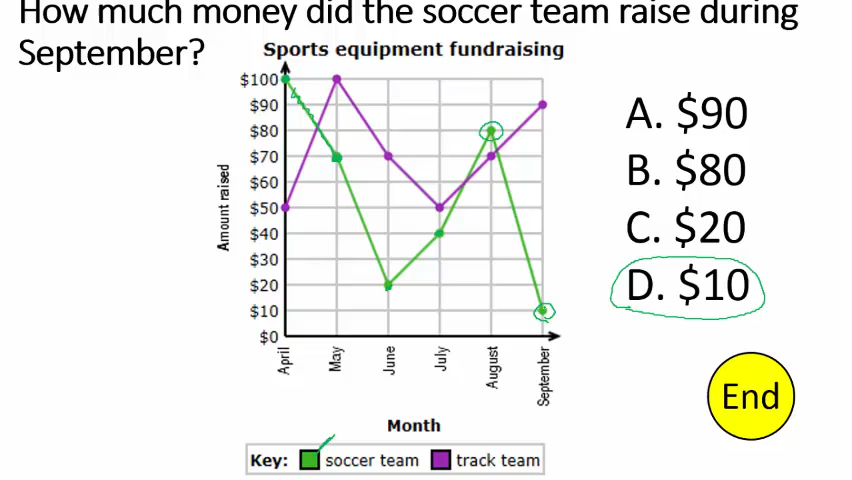 How much money did the soccer team raise during
September?
Sports equipment fundraising
$100
$90
$80
$70
$60
$50
$40
$30
$20
$10
$0
Amount raised
April
May
June
July
August
September
Month
Key: soccer team track team
A. $90
B. $80
C. $20
D. $10
End